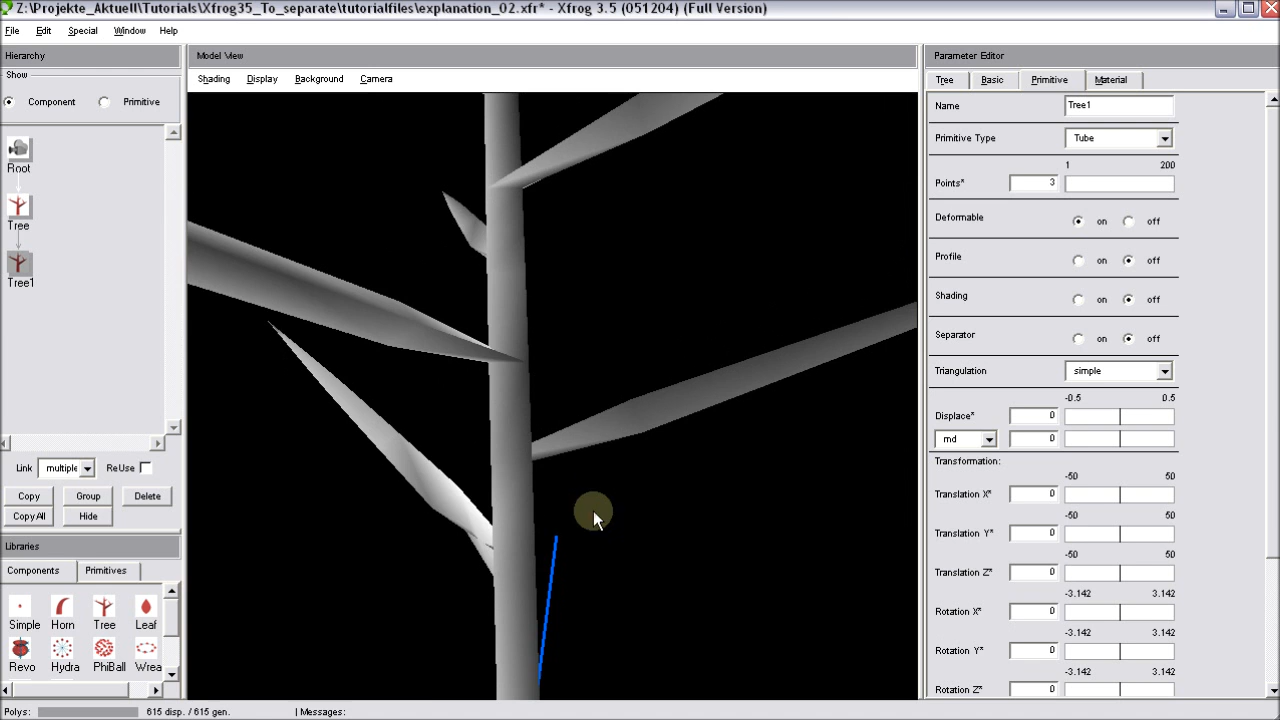 Z:\Projekte_Aktuell\Tutorials\Xfrog35_To_separate\tutorialfiles\explanation_02.xfr* - Xfrog 3.5 (051204) (Full Version)
File Edit Special Window Help
Hierarchy
Show
Component Primitive
Root
Tree
Tree1
Link multiple ReUse
Copy Group Delete
Copy All Hide
Libraries
Components Primitives
Simple Horn Tree Leaf
Revo Hydra PhiBall Wrea
Model View
Shading Display Background Camera
Parameter Editor
Tree Basic Primitive Material
Name Tree1
Primitive Type Tube
1 200
Points* 3
Deformable on off
Profile on off
Shading on off
Separator on off
Triangulation simple
-0.5 0.5
Displace* 0
rnd 0
Transformation:
-50 50
Translation X* 0
-50 50
Translation Y* 0
-50 50
Translation Z* 0
-3.142 3.142
Rotation X* 0
-3.142 3.142
Rotation Y* 0
-3.142 3.142
Rotation Z* 0
Polys: 615 disp. / 615 gen. | Messages: